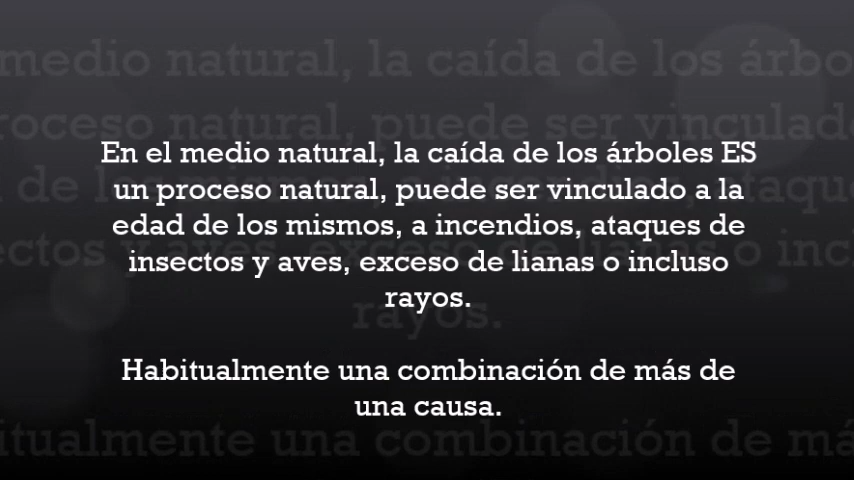 En el medio natural, la caída de los árboles ES
un proceso natural, puede ser vinculado a la
edad de los mismos, a incendios, ataques de
insectos y aves, exceso de lianas o incluso
rayos.
Habitualmente una combinación de más de
una causa.